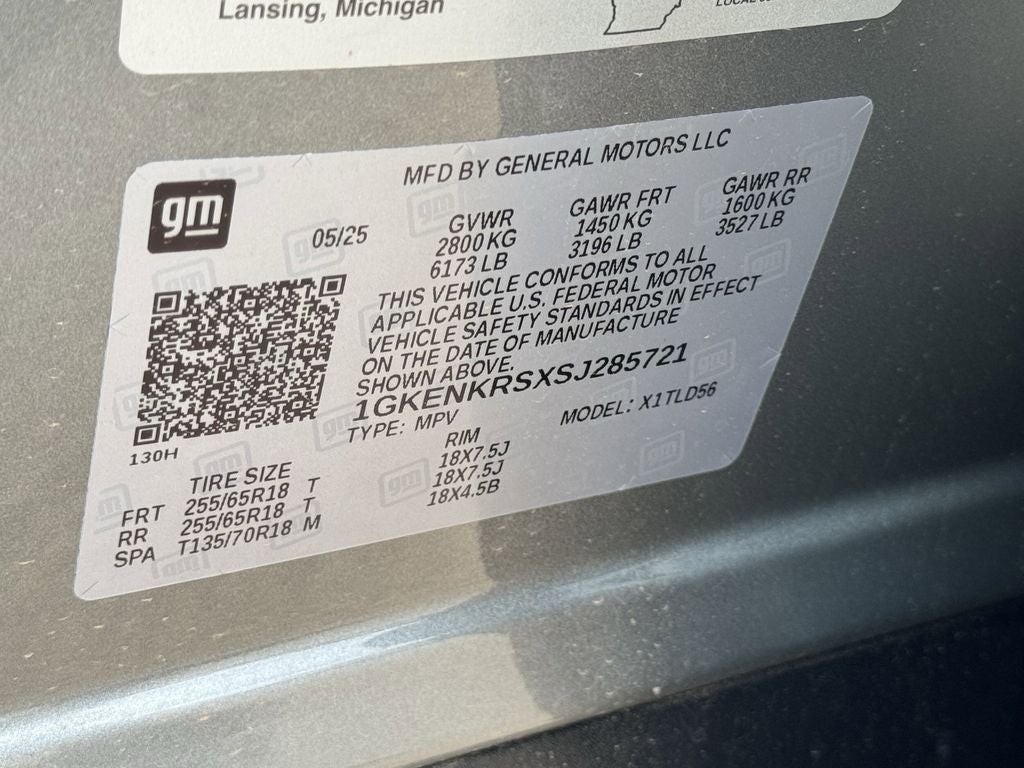 Lansing, Michigan
MFD BY GENERAL MOTORS LLC
gm
05/25
GVWR
2800 KG
6173 LB
GAWR FRT
1450 KG
3196 LB
GAWR RR
1600 KG
3527 LB
THIS VEHICLE CONFORMS TO ALL
APPLICABLE U.S. FEDERAL MOTOR
VEHICLE SAFETY STANDARDS IN EFFECT
ON THE DATE OF MANUFACTURE
SHOWN ABOVE.
1GKENKRSXSJ285721
TYPE: MPV
MODEL: X1TLD56
130H
TIRE SIZE
RIM
FRT 255/65R18 T 18X7.5J
RR 255/65R18 T 18X7.5J
SPA T135/70R18 M 18X4.5B